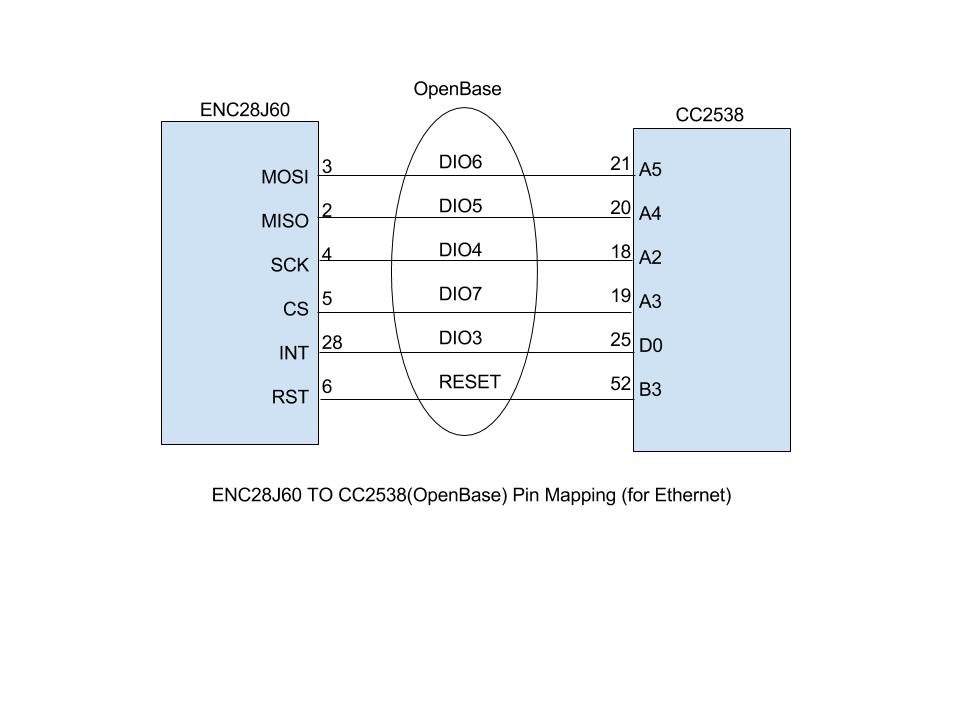 OpenBase
ENC28J60
CC2538
MOSI 3 DIO6 21 A5
MISO 2 DIO5 20 A4
SCK 4 DIO4 18 A2
CS 5 DIO7 19 A3
INT 28 DIO3 25 D0
RST 6 RESET 52 B3
ENC28J60 TO CC2538(OpenBase) Pin Mapping (for Ethernet)